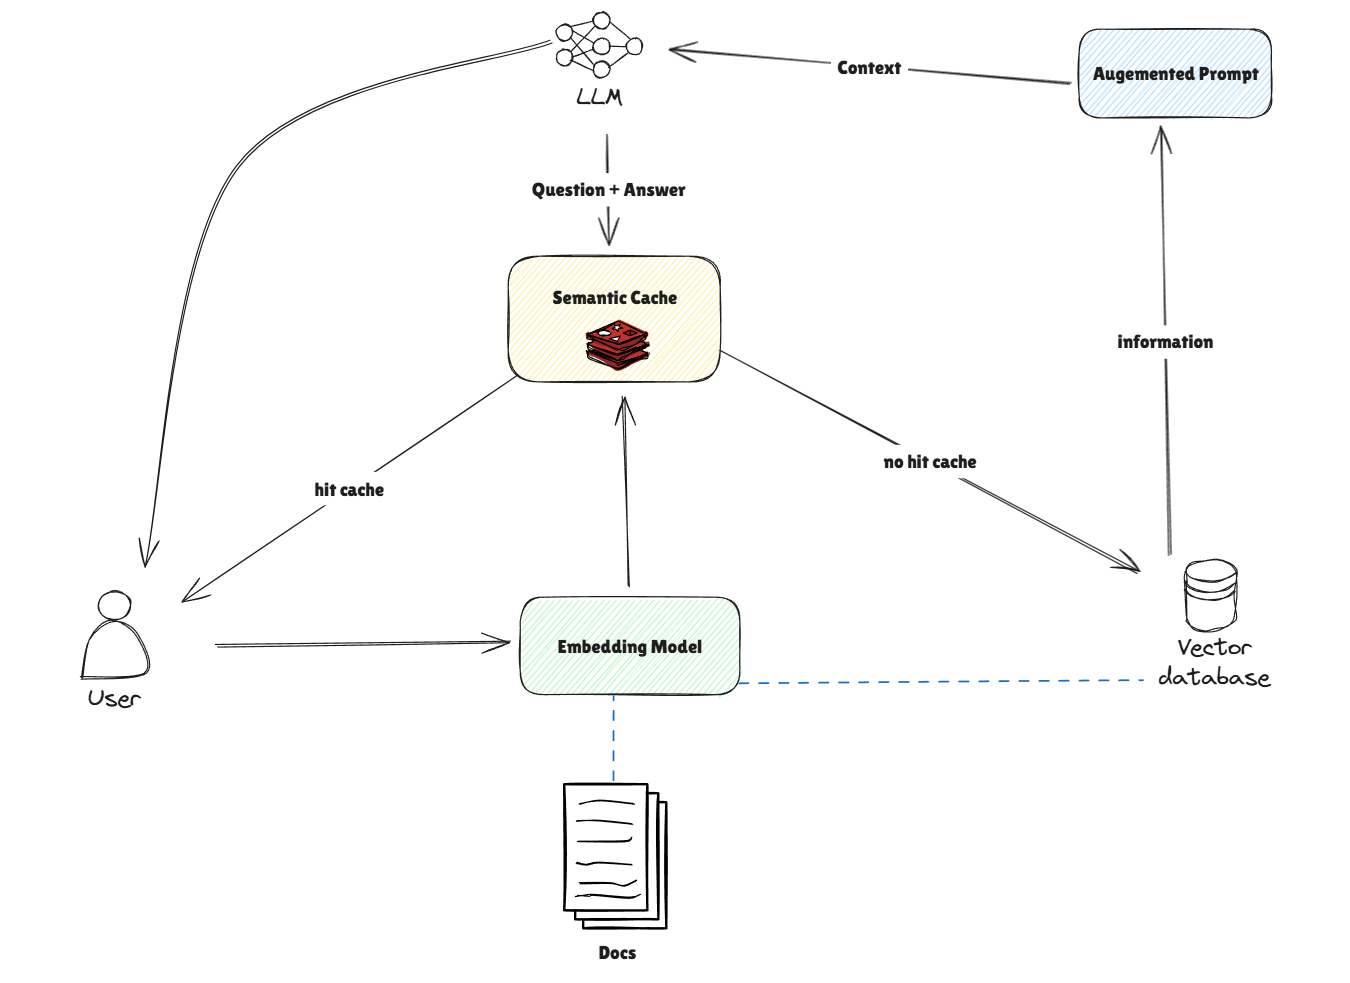 LLM
Context
Augemented Prompt
Question + Answer
Semantic Cache
information
hit cache
no hit cache
User
Embedding Model
Vector
database
Docs